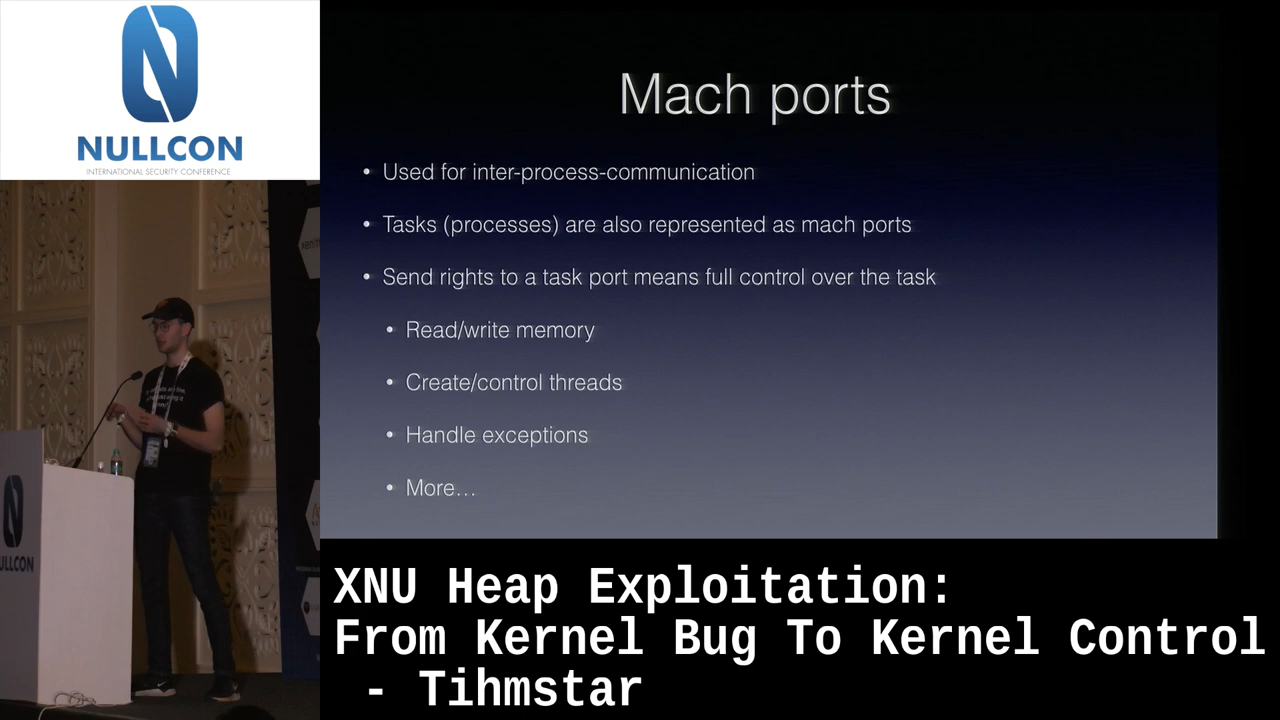 NULLCON
INTERNATIONAL SECURITY CONFERENCE
Mach ports
• Used for inter-process-communication
• Tasks (processes) are also represented as mach ports
• Send rights to a task port means full control over the task
• Read/write memory
• Create/control threads
• Handle exceptions
• More…
ULLCON
XNU Heap Exploitation:
From Kernel Bug To Kernel Control
- Tihmstar